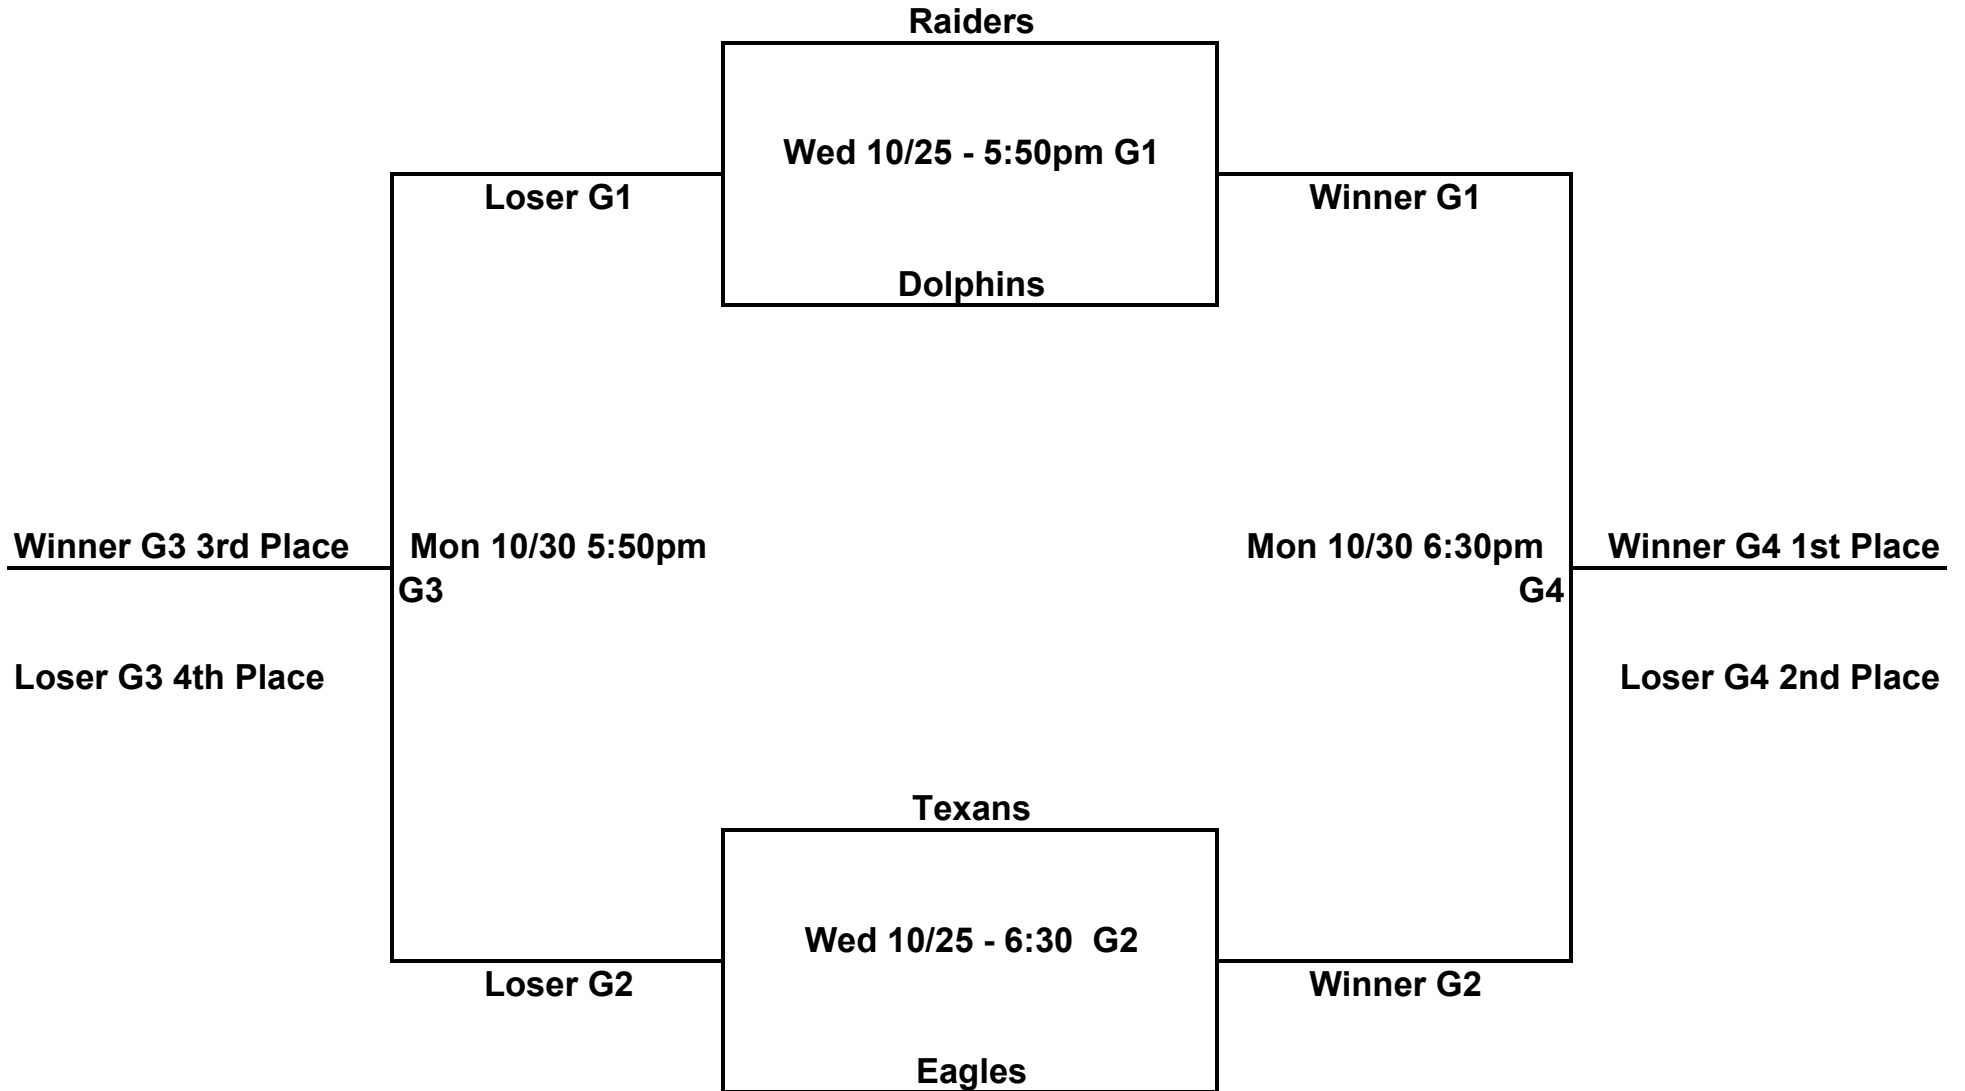 Raiders
Wed 10/25 - 5:50pm G1
Loser G1
Winner G1
Dolphins
Winner G3 3rd Place
Mon 10/30 5:50pm
G3
Mon 10/30 6:30pm
G4
Winner G4 1st Place
Loser G3 4th Place
Loser G4 2nd Place
Texans
Wed 10/25 - 6:30  G2
Loser G2
Winner G2
Eagles